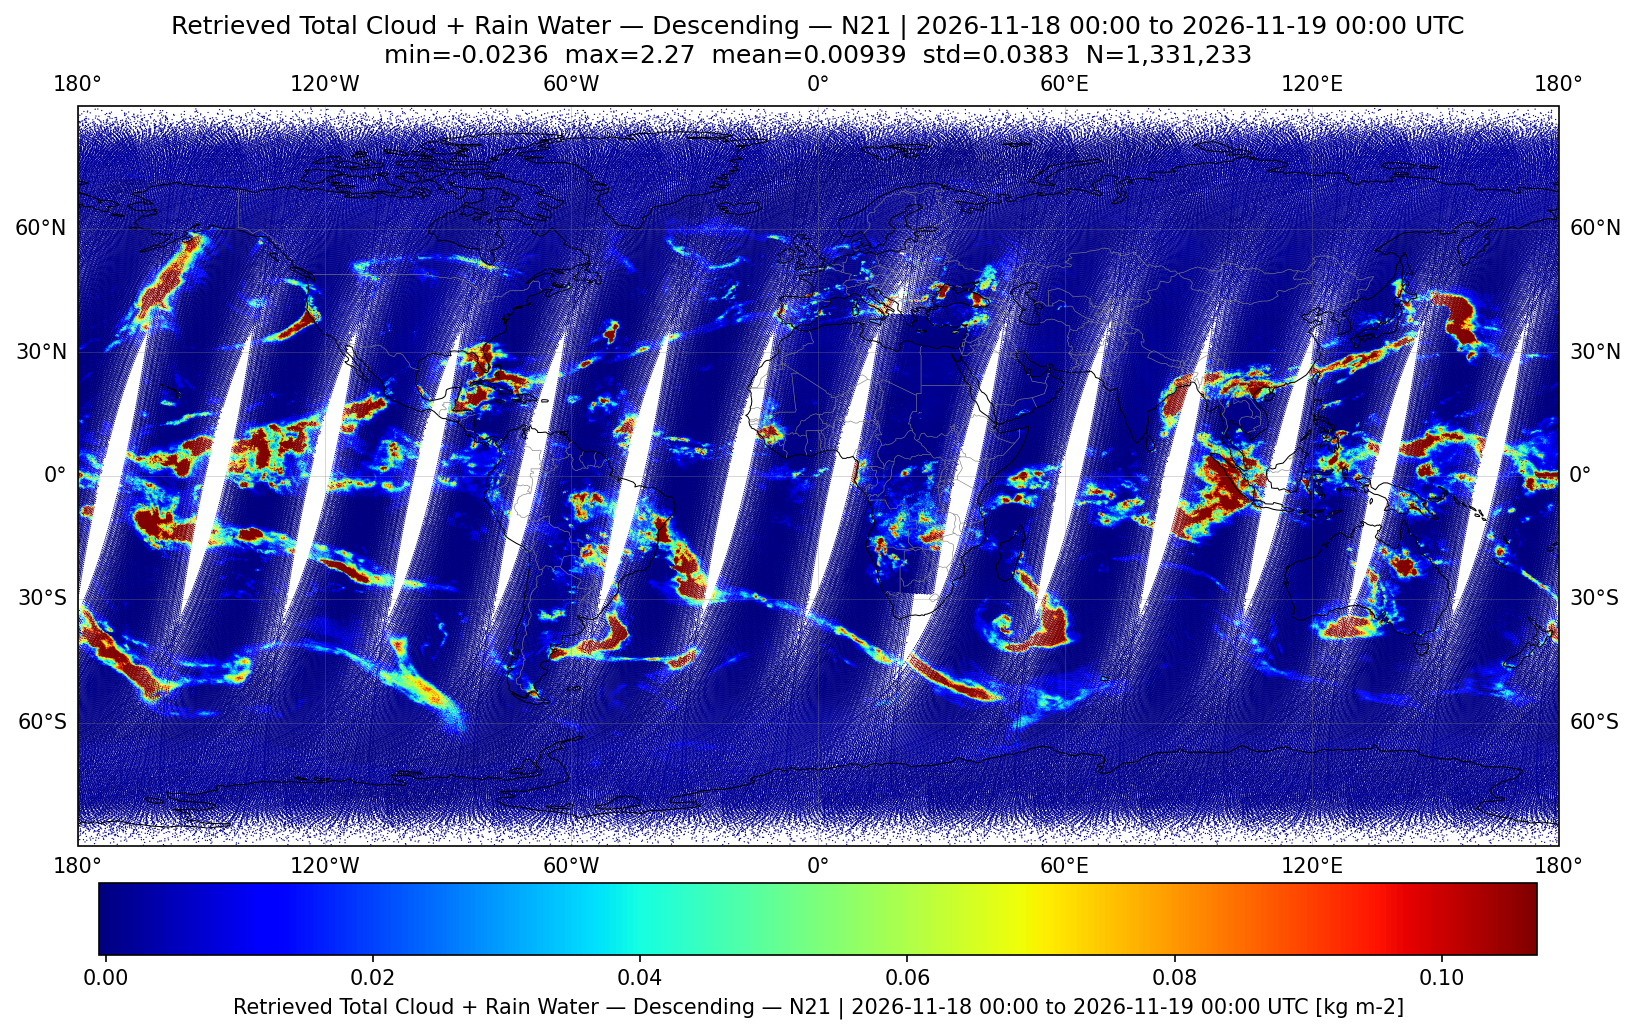 Retrieved Total Cloud + Rain Water — Descending — N21 | 2026-11-18 00:00 to 2026-11-19 00:00 UTC
min=-0.0236 max=2.27 mean=0.00939 std=0.0383 N=1,331,233
180° 120°W 60°W 0° 60°E 120°E 180°
60°N 60°N
30°N 30°N
0° 0°
30°S 30°S
60°S 60°S
180° 120°W 60°W 0° 60°E 120°E 180°
0.00 0.02 0.04 0.06 0.08 0.10
Retrieved Total Cloud + Rain Water — Descending — N21 | 2026-11-18 00:00 to 2026-11-19 00:00 UTC [kg m-2]